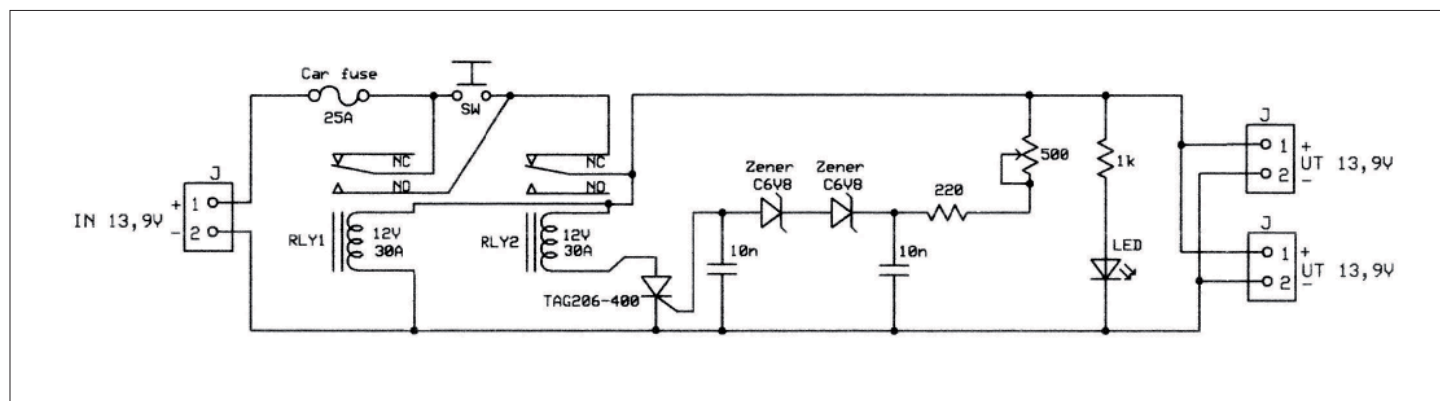 Car fuse
25A
SW
J
+ 1
- 2
IN 13,9V
NC
NO
RLY1
12V
30A
NC
NO
RLY2
12V
30A
TAG206-400
10n
Zener
C6V8
Zener
C6V8
10n
220
500
1k
LED
J
1 +
2 -
UT 13,9V
J
1 +
2 -
UT 13,9V